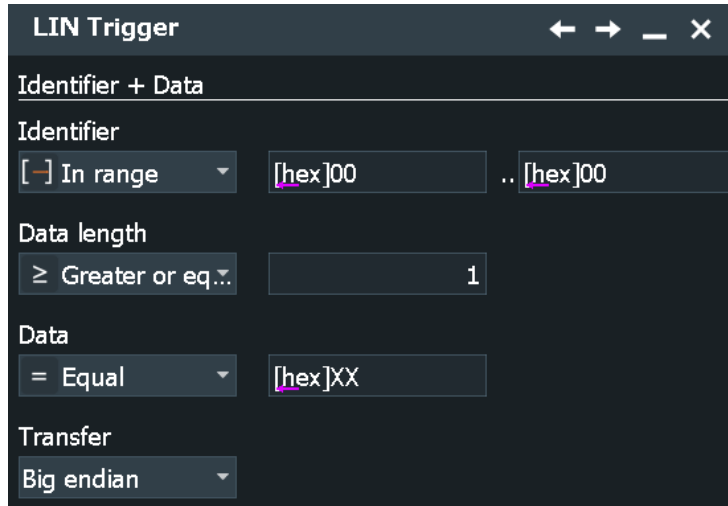 LIN Trigger
Identifier + Data
Identifier
In range [hex]00 .. [hex]00
Data length
≥ Greater or eq... 1
Data
= Equal [hex]XX
Transfer
Big endian